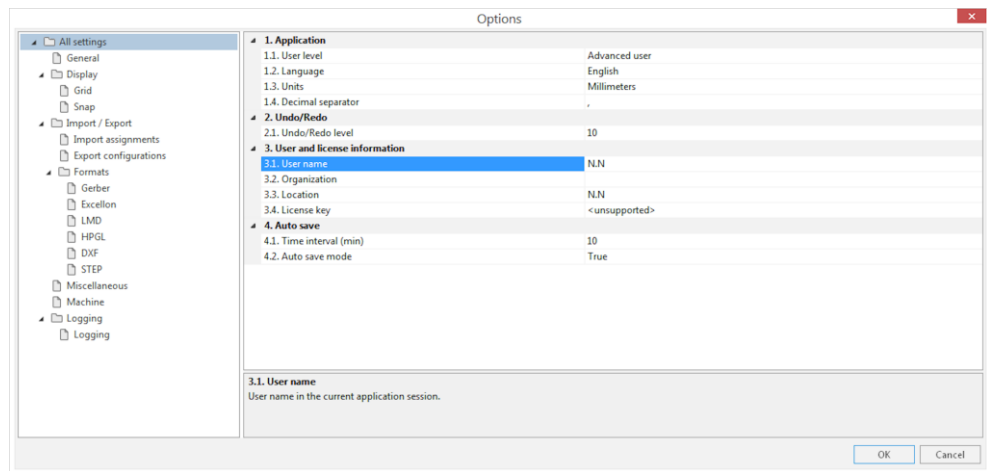 Options
All settings
General
Display
Grid
Snap
Import / Export
Import assignments
Export configurations
Formats
Gerber
Excellon
LMD
HPGL
DXF
STEP
Miscellaneous
Machine
Logging
Logging
1. Application
1.1. User level Advanced user
1.2. Language English
1.3. Units Millimeters
1.4. Decimal separator ,
2. Undo/Redo
2.1. Undo/Redo level 10
3. User and license information
3.1. User name N.N
3.2. Organization
3.3. Location N.N
3.4. License key <unsupported>
4. Auto save
4.1. Time interval (min) 10
4.2. Auto save mode True
3.1. User name
User name in the current application session.
OK Cancel